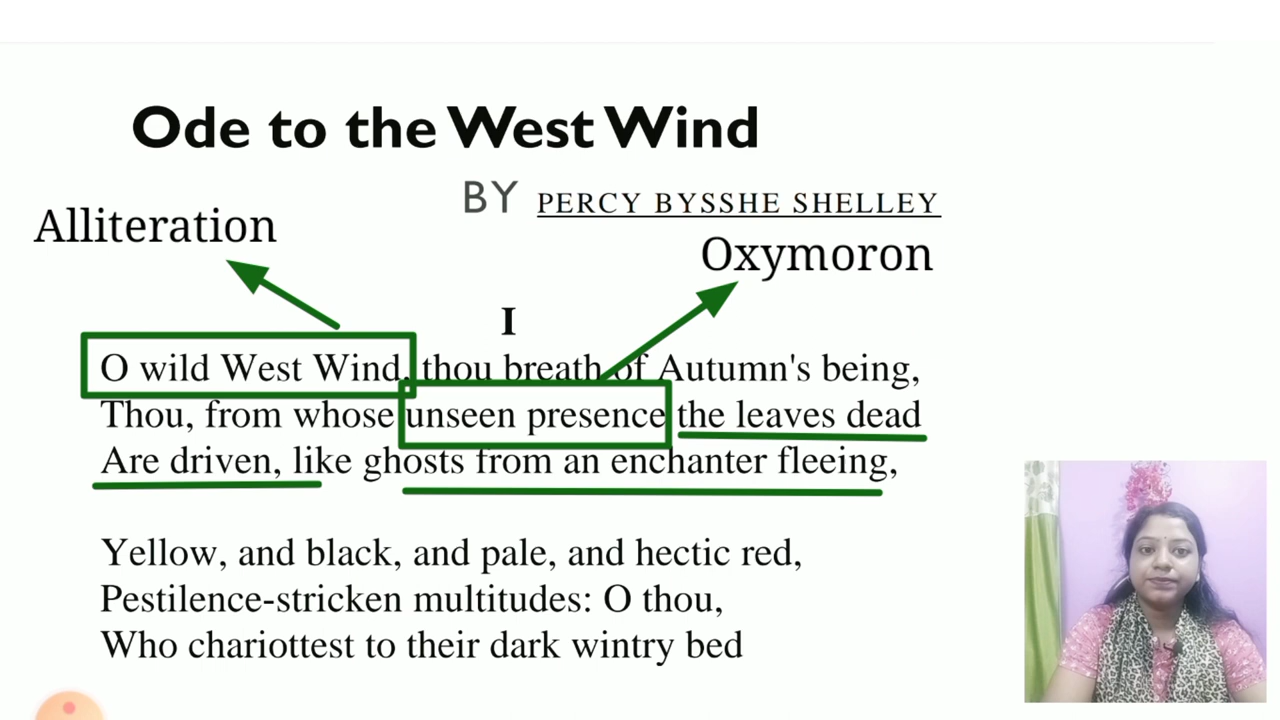 Ode to the West Wind
BY PERCY BYSSHE SHELLEY
Alliteration
Oxymoron
I
O wild West Wind, thou breath of Autumn's being,
Thou, from whose unseen presence the leaves dead
Are driven, like ghosts from an enchanter fleeing,
Yellow, and black, and pale, and hectic red,
Pestilence-stricken multitudes: O thou,
Who chariottest to their dark wintry bed